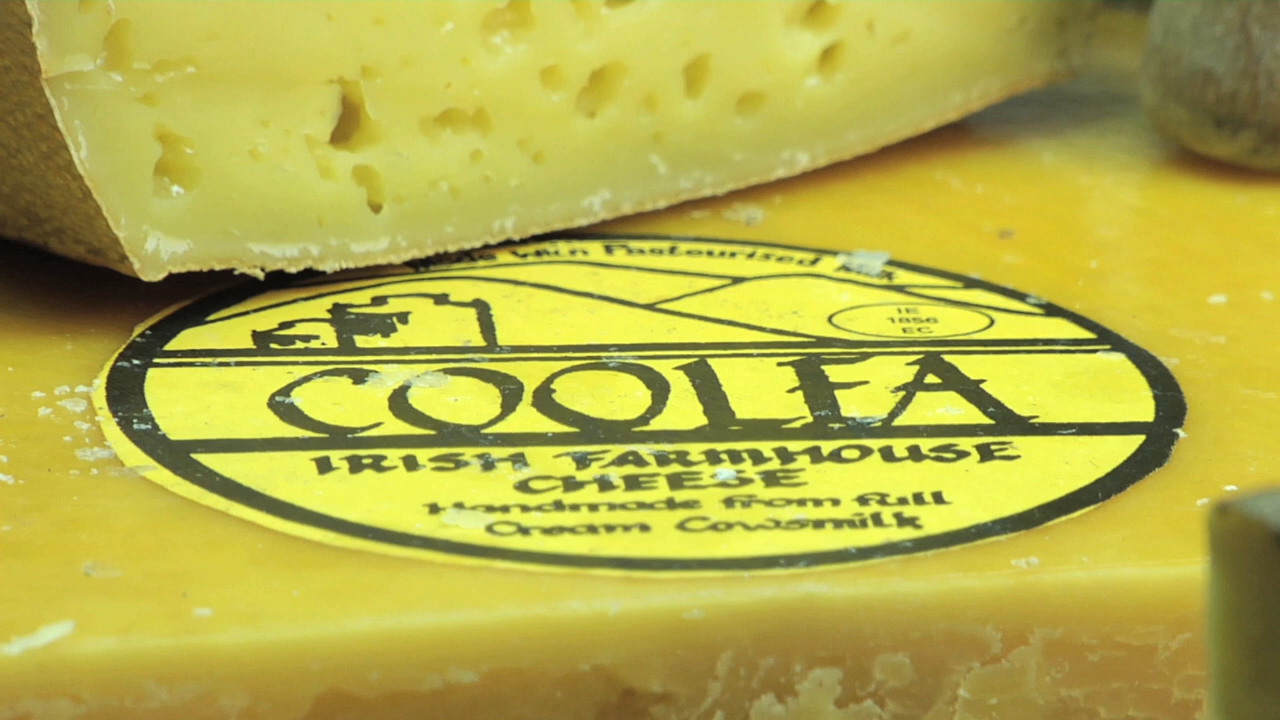 Made with Pasteurised Milk
IE
1856
EC
COOLEA
IRISH FARMHOUSE
CHEESE
Handmade from full
Cream Cowsmilk